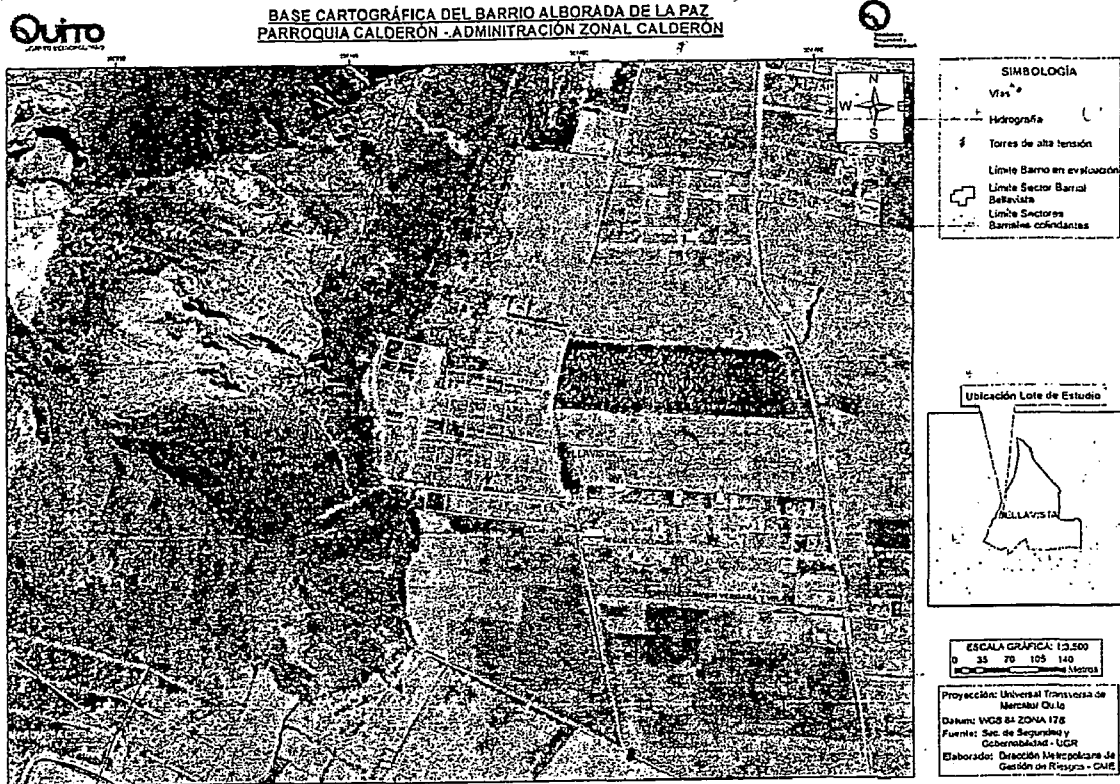 Quito
BASE CARTOGRÁFICA DEL BARRIO ALBORADA DE LA PAZ
PARROQUIA CALDERÓN - ADMINITRACIÓN ZONAL CALDERÓN
N
W E
S
SIMBOLOGÍA
Vías
Hidrografía
Torres de alta tensión
Límite Barrio en evaluación
Límite Sector Barrial
Bellavista
Límite Sectores
Barriales colindantes
Ubicación Lote de Estudio
BELLAVISTA
ESCALA GRÁFICA: 1:3,500
0 35 70 105 140
Metros
Proyección: Universal Transversa de
Mercator Quito
Datum: WGS 84 ZONA 17S
Fuente: Sec. de Seguridad y
Gobernabilidad - UGR
Elaborado: Dirección Metropolitana de
Gestión de Riesgos - DMR